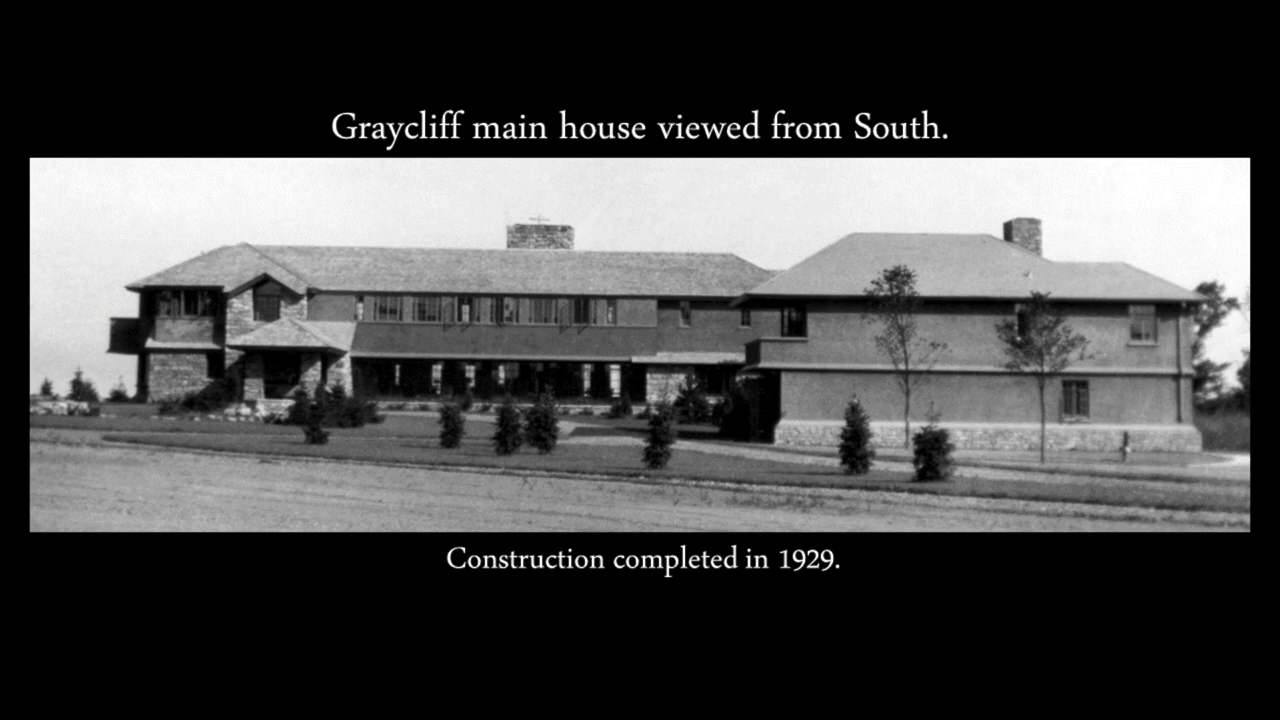 Graycliff main house viewed from South.
Construction completed in 1929.